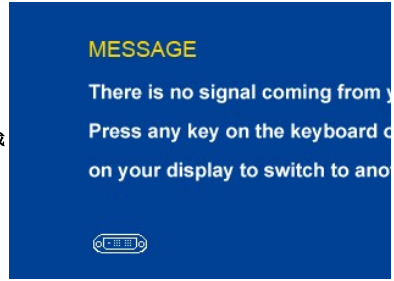 MESSAGE
There is no signal coming from
Press any key on the keyboard
on your display to switch to